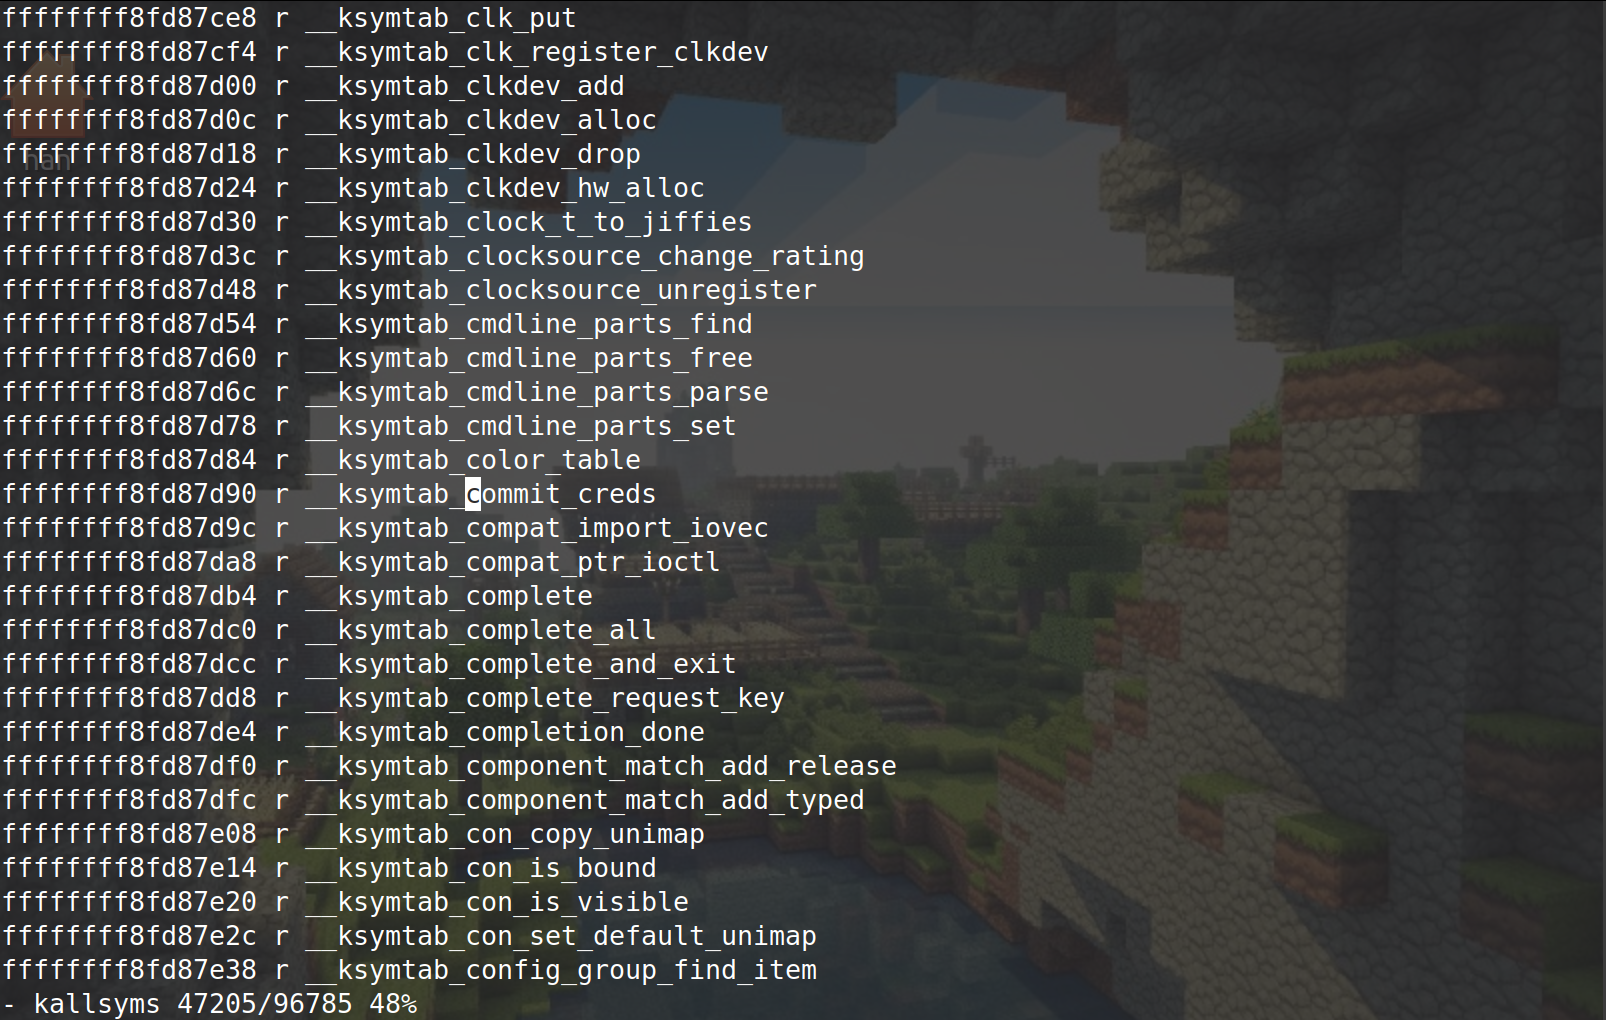 ffffffff8fd87ce8 r __ksymtab_clk_put
ffffffff8fd87cf4 r __ksymtab_clk_register_clkdev
ffffffff8fd87d00 r __ksymtab_clkdev_add
ffffffff8fd87d0c r __ksymtab_clkdev_alloc
ffffffff8fd87d18 r __ksymtab_clkdev_drop
nan
ffffffff8fd87d24 r __ksymtab_clkdev_hw_alloc
ffffffff8fd87d30 r __ksymtab_clock_t_to_jiffies
ffffffff8fd87d3c r __ksymtab_clocksource_change_rating
ffffffff8fd87d48 r __ksymtab_clocksource_unregister
ffffffff8fd87d54 r __ksymtab_cmdline_parts_find
ffffffff8fd87d60 r __ksymtab_cmdline_parts_free
ffffffff8fd87d6c r __ksymtab_cmdline_parts_parse
ffffffff8fd87d78 r __ksymtab_cmdline_parts_set
ffffffff8fd87d84 r __ksymtab_color_table
ffffffff8fd87d90 r __ksymtab_commit_creds
ffffffff8fd87d9c r __ksymtab_compat_import_iovec
ffffffff8fd87da8 r __ksymtab_compat_ptr_ioctl
ffffffff8fd87db4 r __ksymtab_complete
ffffffff8fd87dc0 r __ksymtab_complete_all
ffffffff8fd87dcc r __ksymtab_complete_and_exit
ffffffff8fd87dd8 r __ksymtab_complete_request_key
ffffffff8fd87de4 r __ksymtab_completion_done
ffffffff8fd87df0 r __ksymtab_component_match_add_release
ffffffff8fd87dfc r __ksymtab_component_match_add_typed
ffffffff8fd87e08 r __ksymtab_con_copy_unimap
ffffffff8fd87e14 r __ksymtab_con_is_bound
ffffffff8fd87e20 r __ksymtab_con_is_visible
ffffffff8fd87e2c r __ksymtab_con_set_default_unimap
ffffffff8fd87e38 r __ksymtab_config_group_find_item
- kallsyms 47205/96785 48%